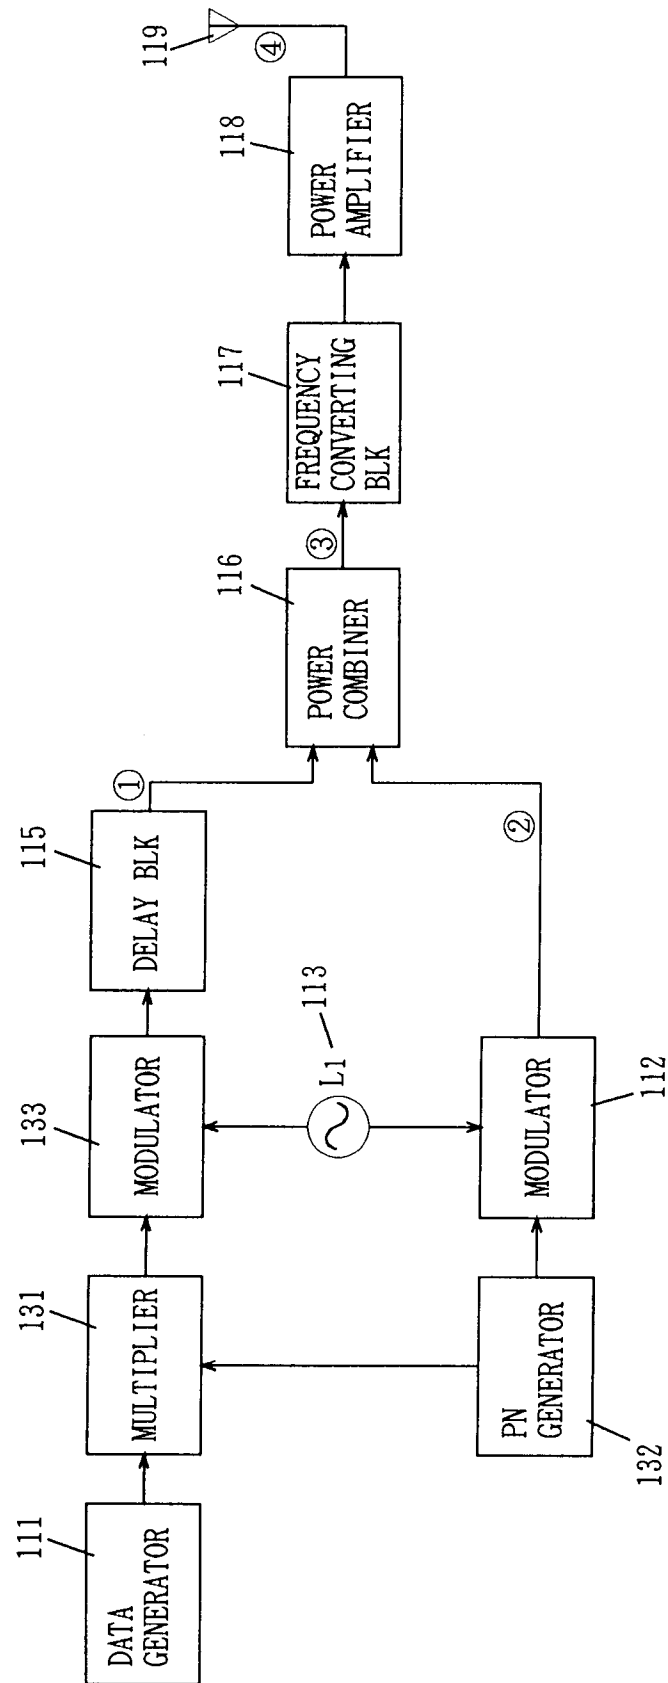 111
DATA
GENERATOR
131
MULTIPLIER
133
MODULATOR
115
DELAY BLK
①
113
L1
132
PN
GENERATOR
112
MODULATOR
②
116
POWER
COMBINER
③
117
FREQUENCY
CONVERTING
BLK
118
POWER
AMPLIFIER
④
119